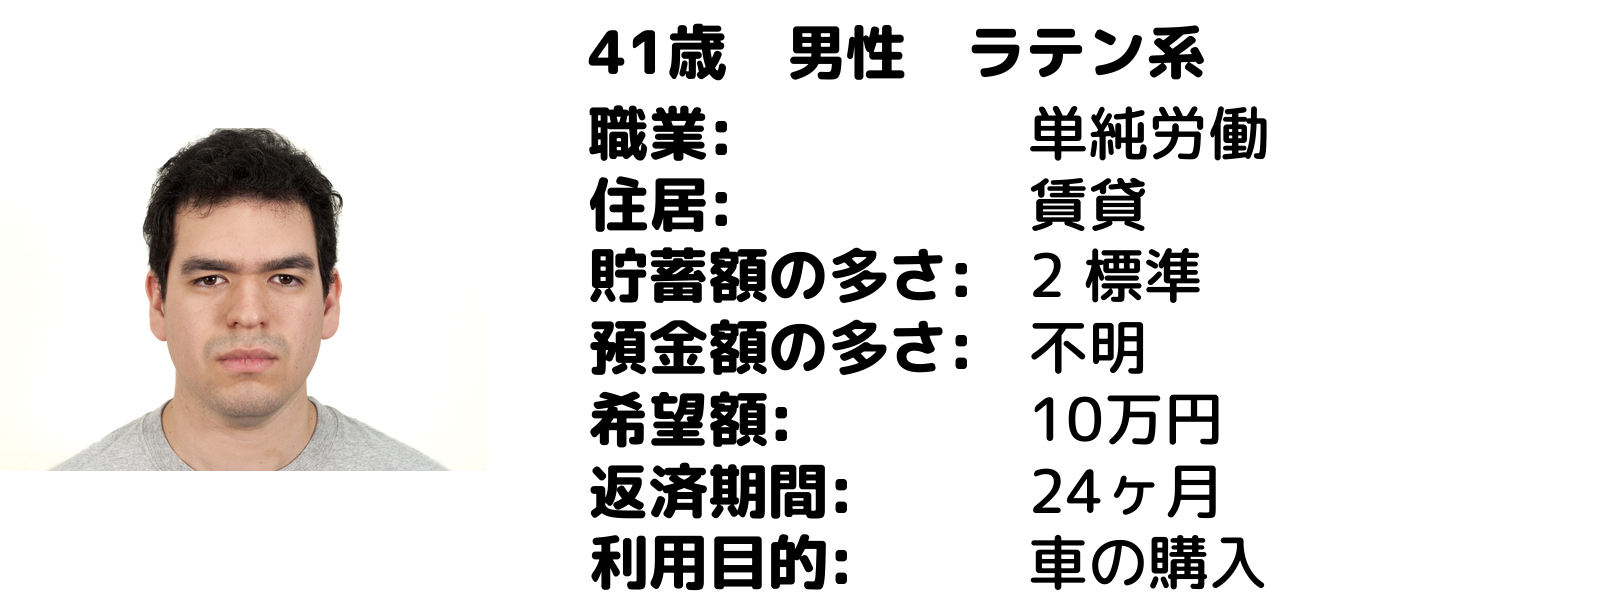 41歳　男性　ラテン系
職業: 単純労働
住居: 賃貸
貯蓄額の多さ: 2 標準
預金額の多さ: 不明
希望額: 10万円
返済期間: 24ヶ月
利用目的: 車の購入